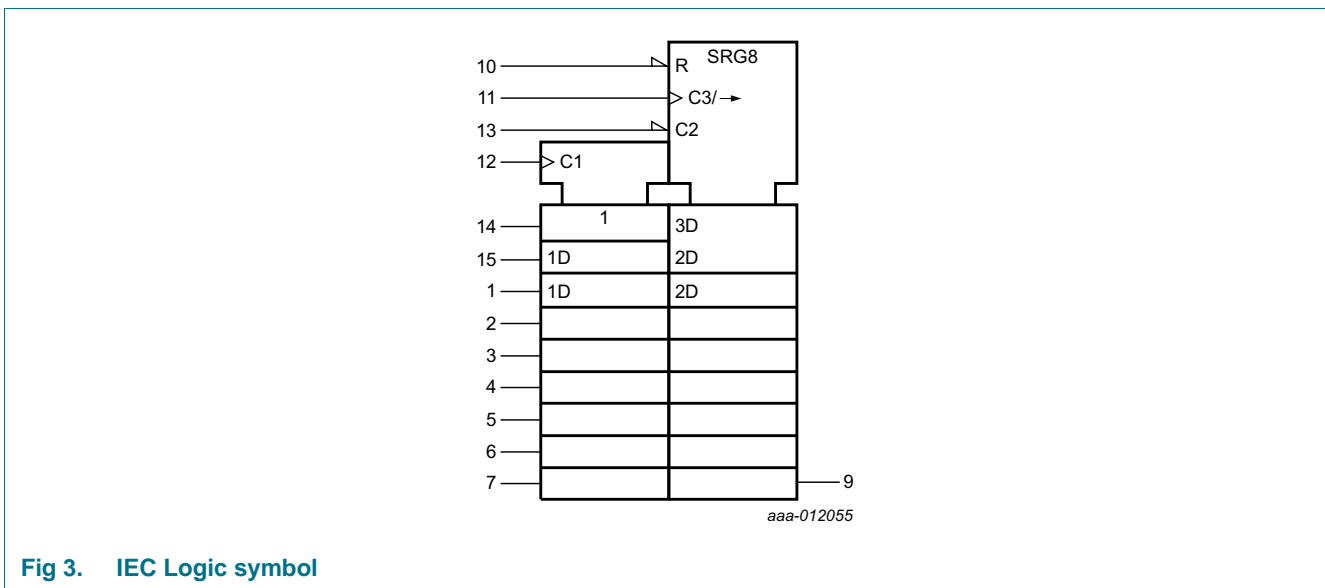 SRG8
10 R
11 C3/→
13 C2
12 C1
14 1 3D
15 1D 2D
1 1D 2D
2
3
4
5
6
7 9
aaa-012055
Fig 3. IEC Logic symbol